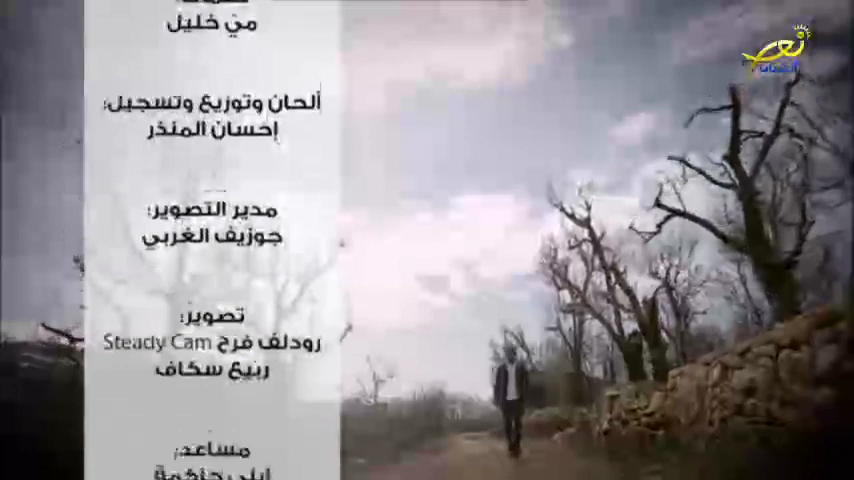 مي خليل
ألحان وتوزيع وتسجيل:
إحسان المنذر
مدير التصوير:
جوزيف الغربي
تصوير:
رودلف فرح Steady Cam
ربيع سكاف
مساعد: